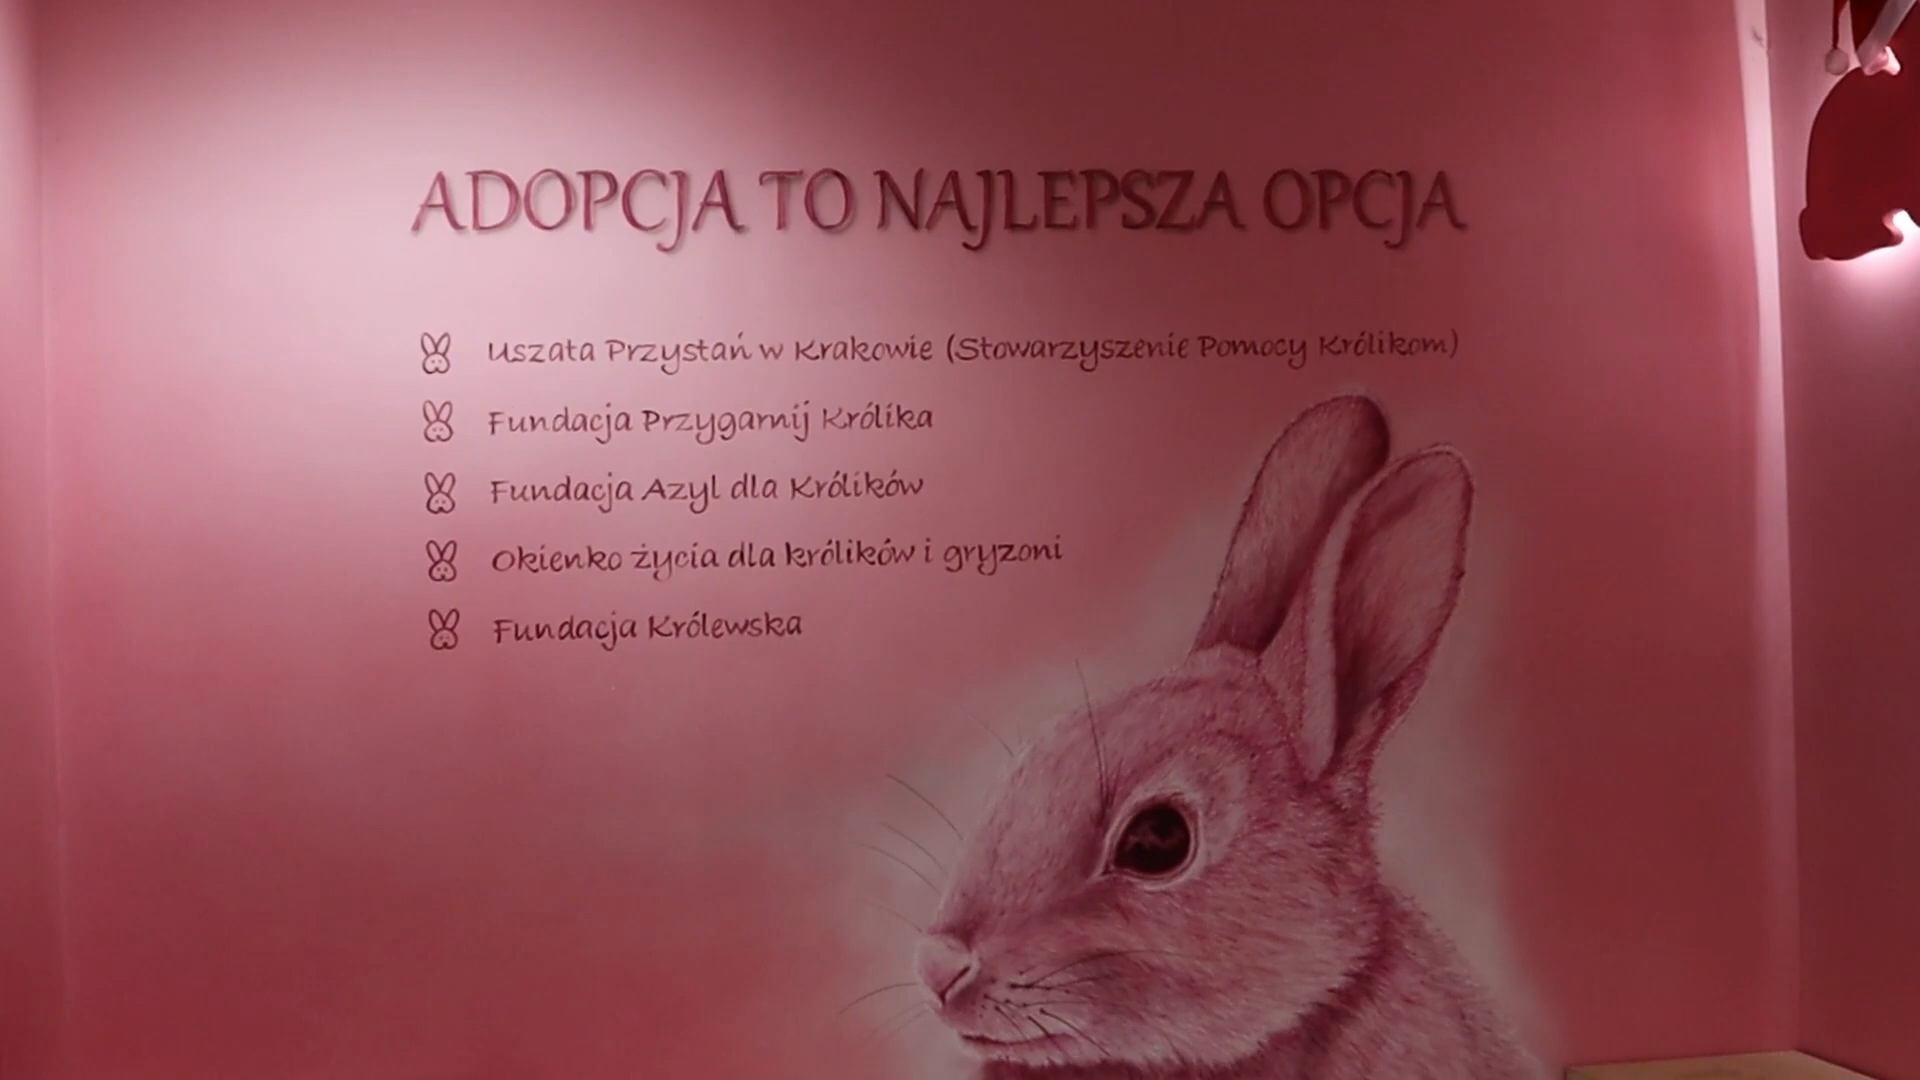 ADOPCJA TO NAJLEPSZA OPCJA
Uszata Przystań w Krakowie (Stowarzyszenie Pomocy Królikom)
Fundacja Przygarnij Królika
Fundacja Azyl dla Królików
Okienko życia dla królików i gryzoni
Fundacja Królewska